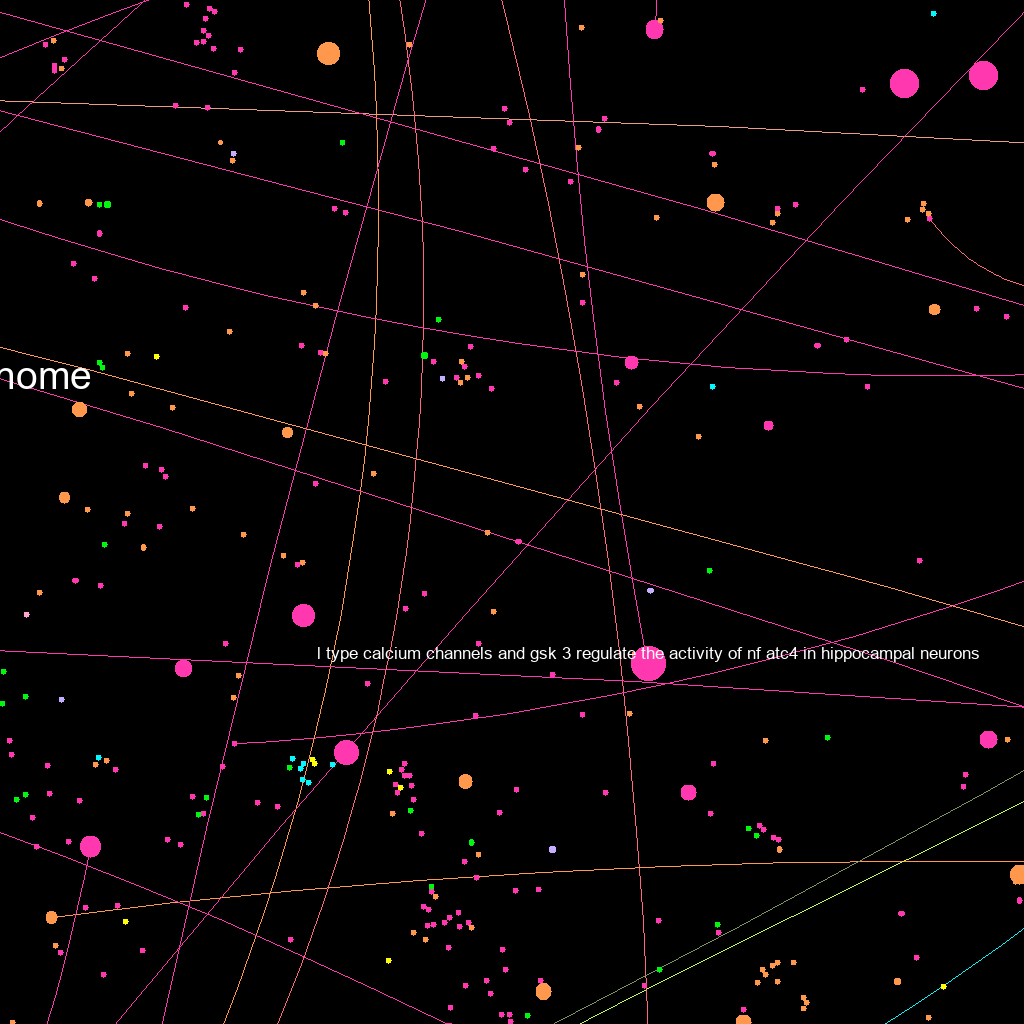 home
l type calcium channels and gsk 3 regulate the activity of nf atc4 in hippocampal neurons